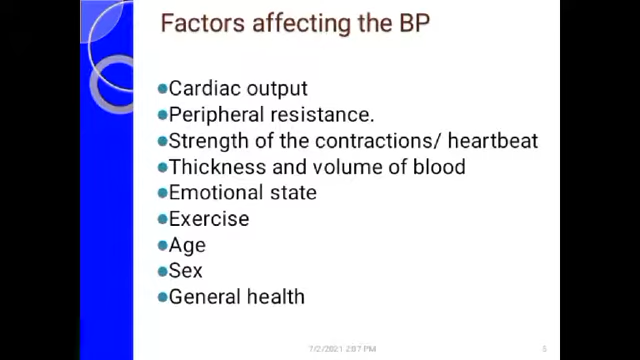 Factors affecting the BP
Cardiac output
Peripheral resistance.
Strength of the contractions/ heartbeat
Thickness and volume of blood
Emotional state
Exercise
Age
Sex
General health
7/2/2021 2:07 PM
5